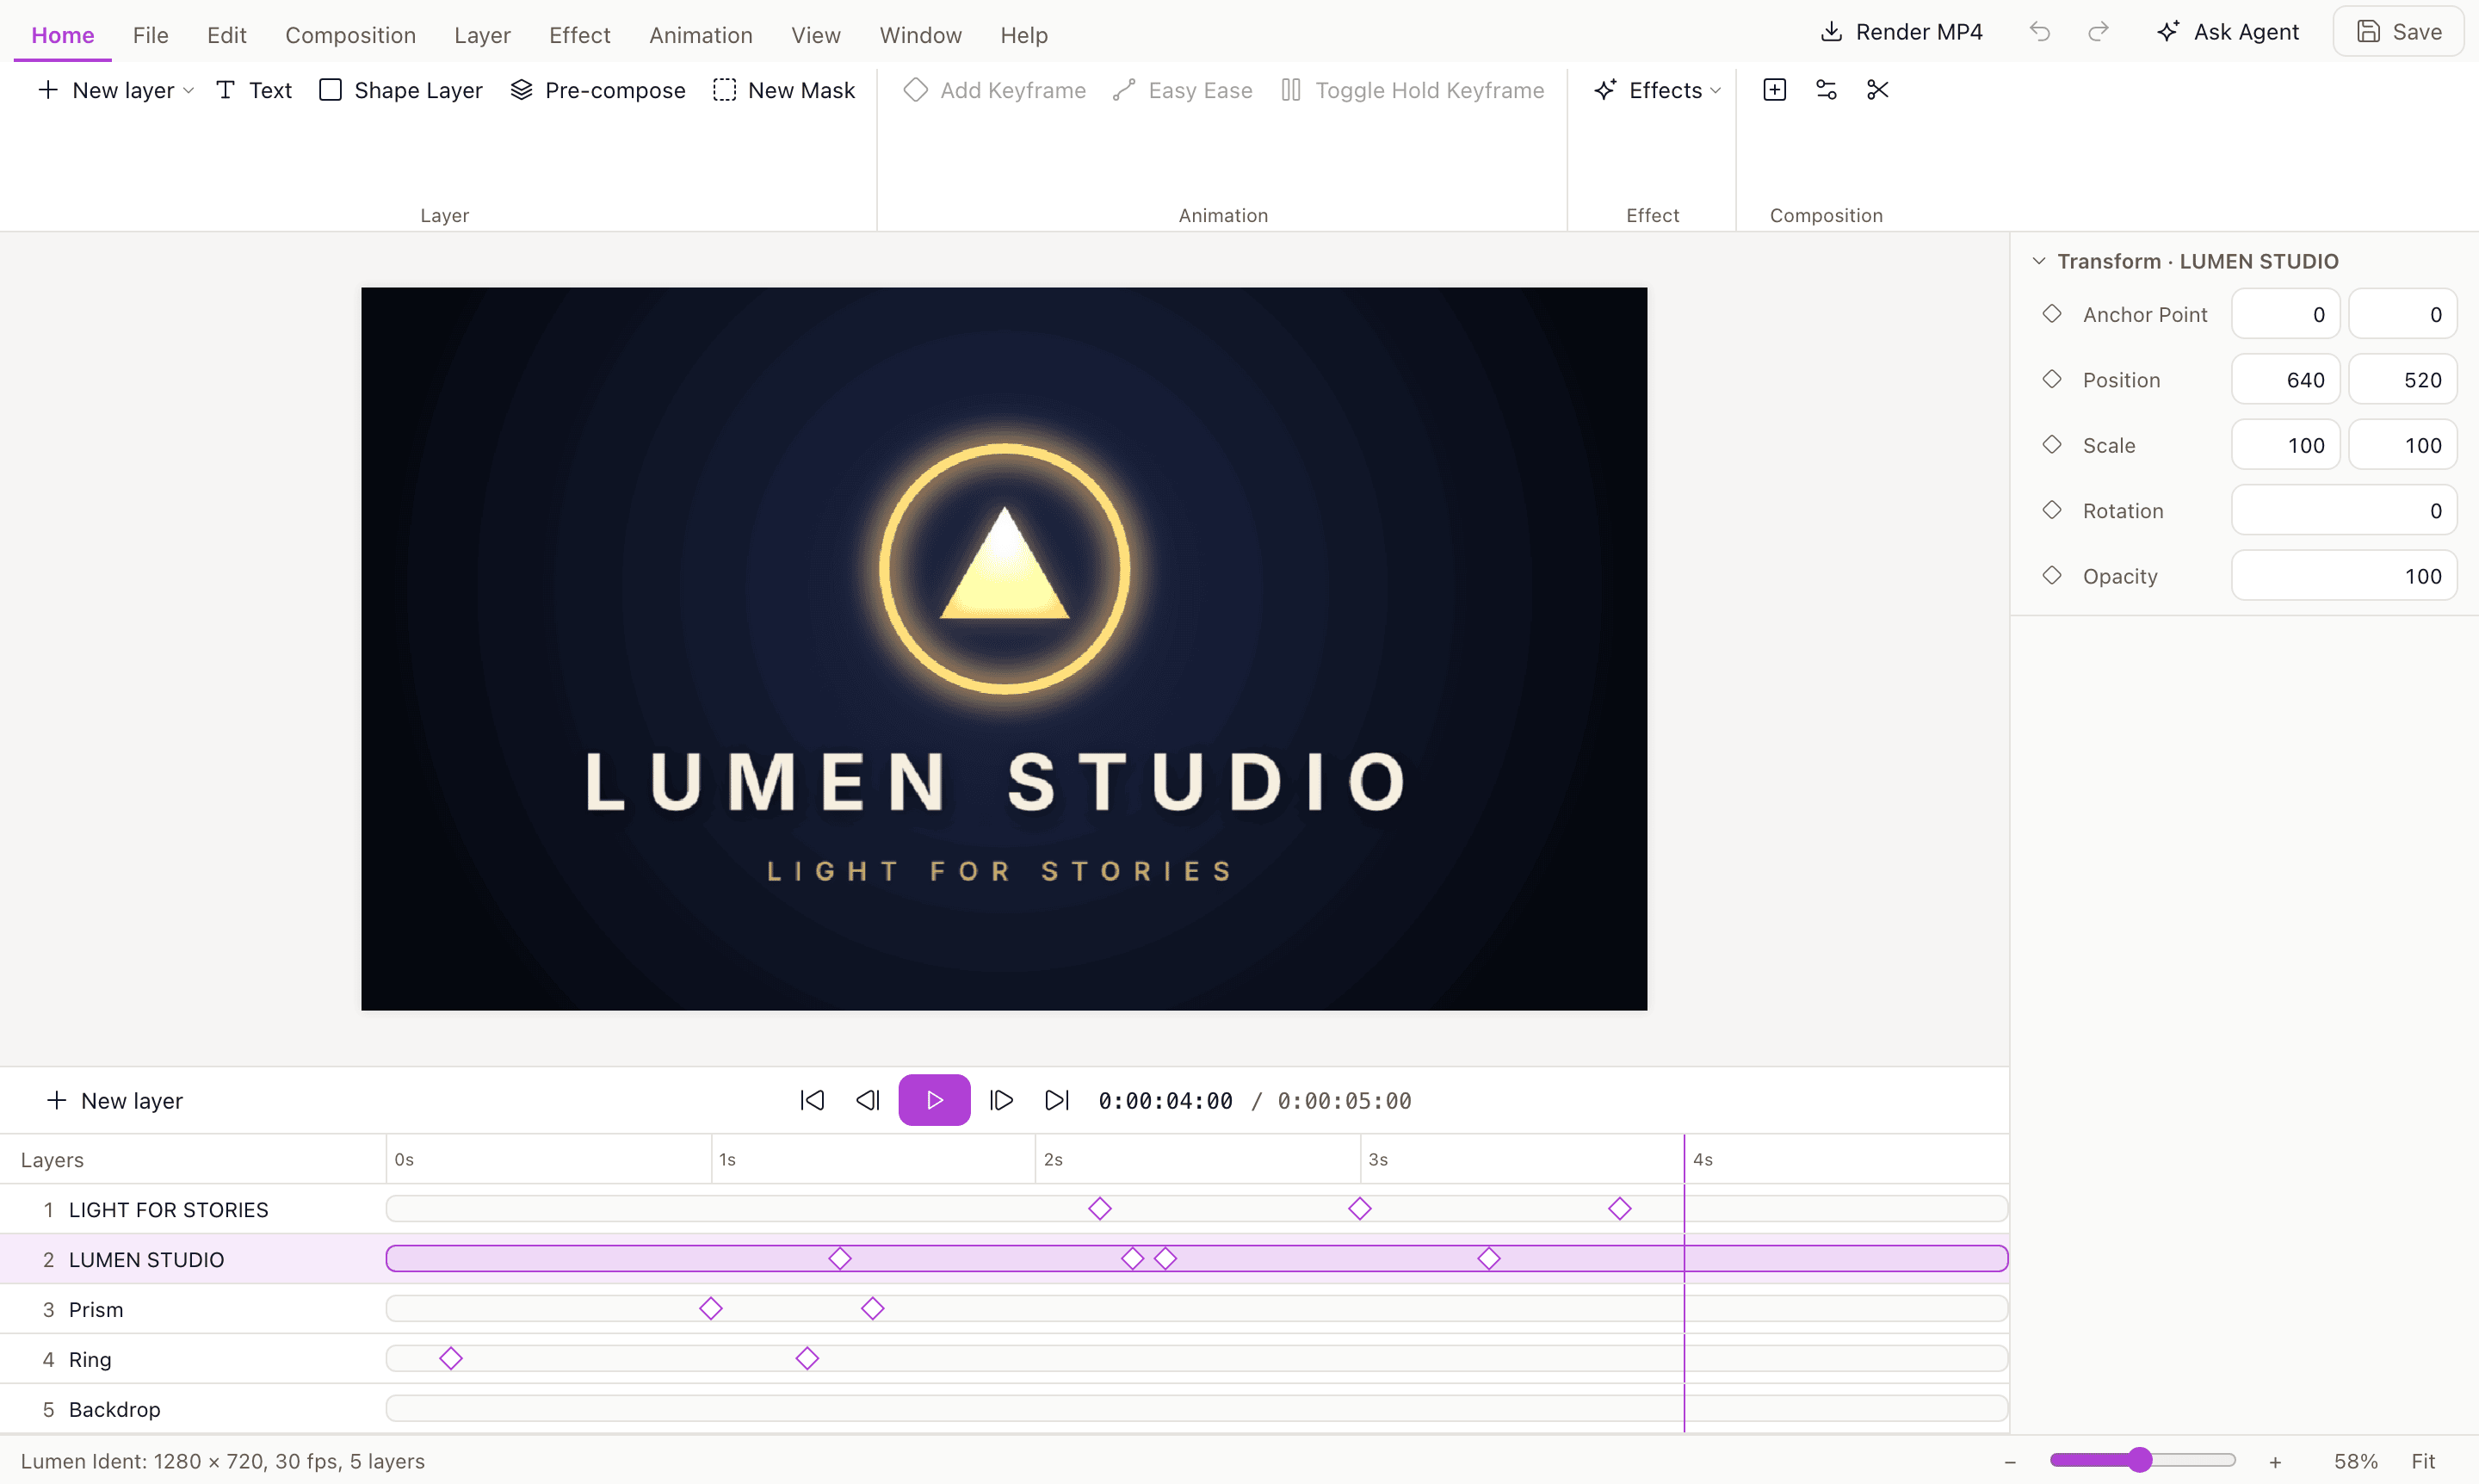 Home File Edit Composition Layer Effect Animation View Window Help Render MP4 Ask Agent Save
New layer Text Shape Layer Pre-compose New Mask Add Keyframe Easy Ease Toggle Hold Keyframe Effects
Layer Animation Effect Composition
Transform · LUMEN STUDIO
Anchor Point 0 0
Position 640 520
Scale 100 100
Rotation 0
Opacity 100
LUMEN STUDIO
LIGHT FOR STORIES
New layer 0:00:04:00 / 0:00:05:00
Layers 0s 1s 2s 3s 4s
1 LIGHT FOR STORIES
2 LUMEN STUDIO
3 Prism
4 Ring
5 Backdrop
Lumen Ident: 1280 × 720, 30 fps, 5 layers − + 58% Fit